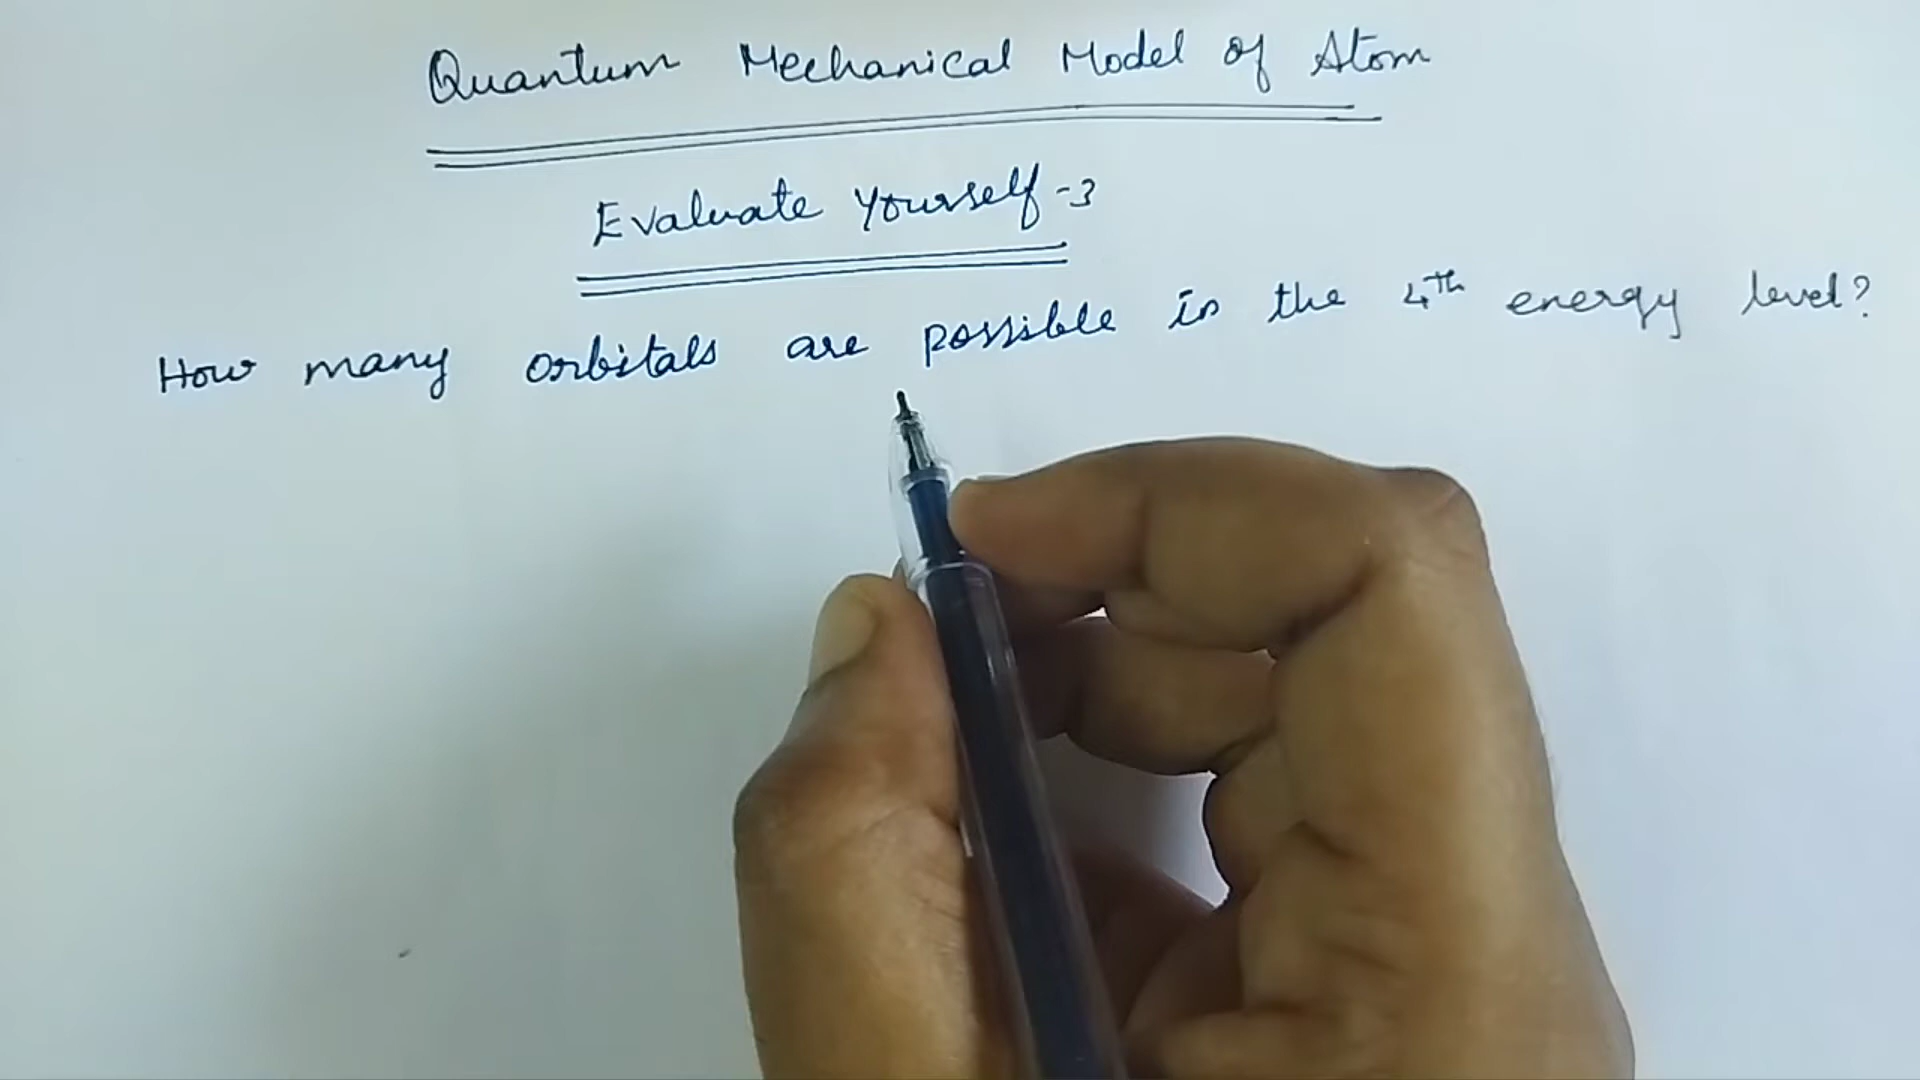 Quantum Mechanical Model of Atom
Evaluate Yourself -3
How many orbitals are possible in the 4th energy level?